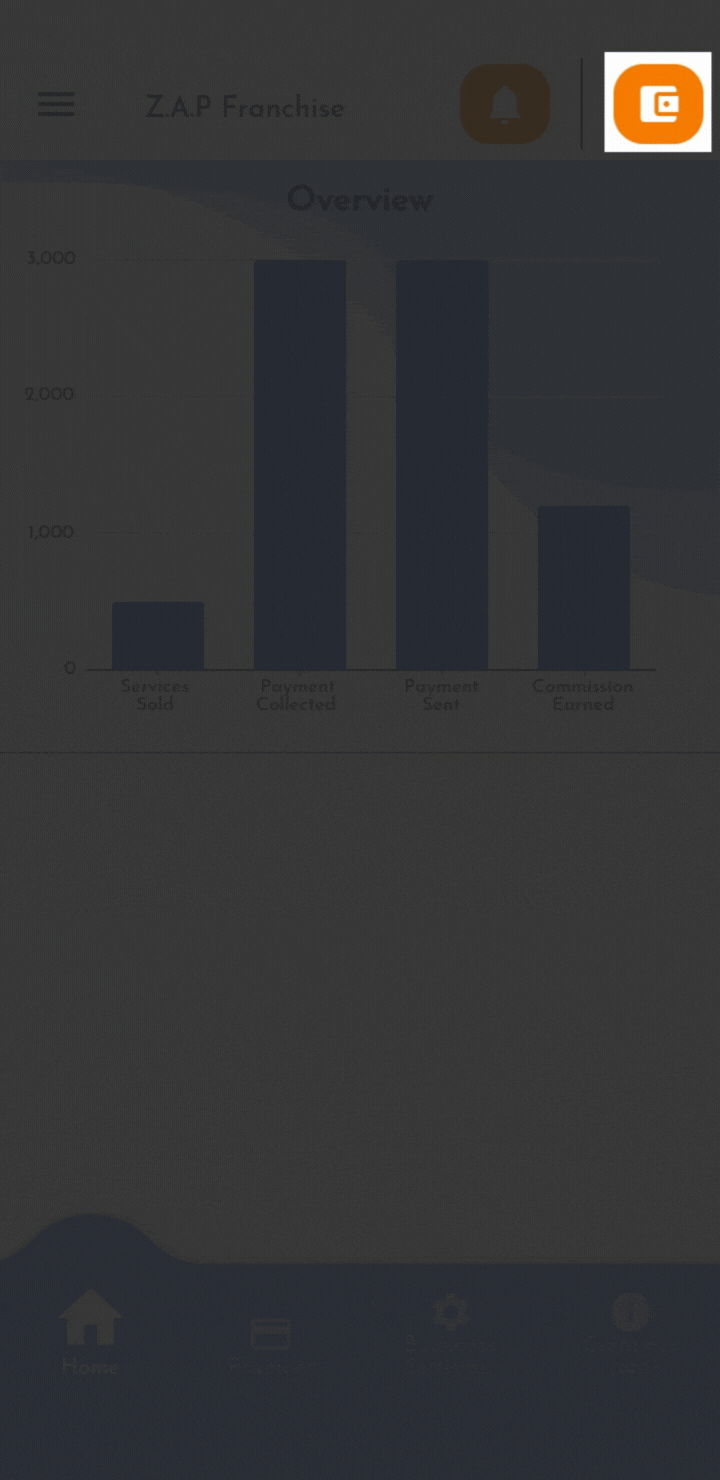 Z.A.P Franchise
Overview
3,000
2,000
1,000
0
Services
Sold
Payment
Collected
Payment
Sent
Commission
Earned
Home